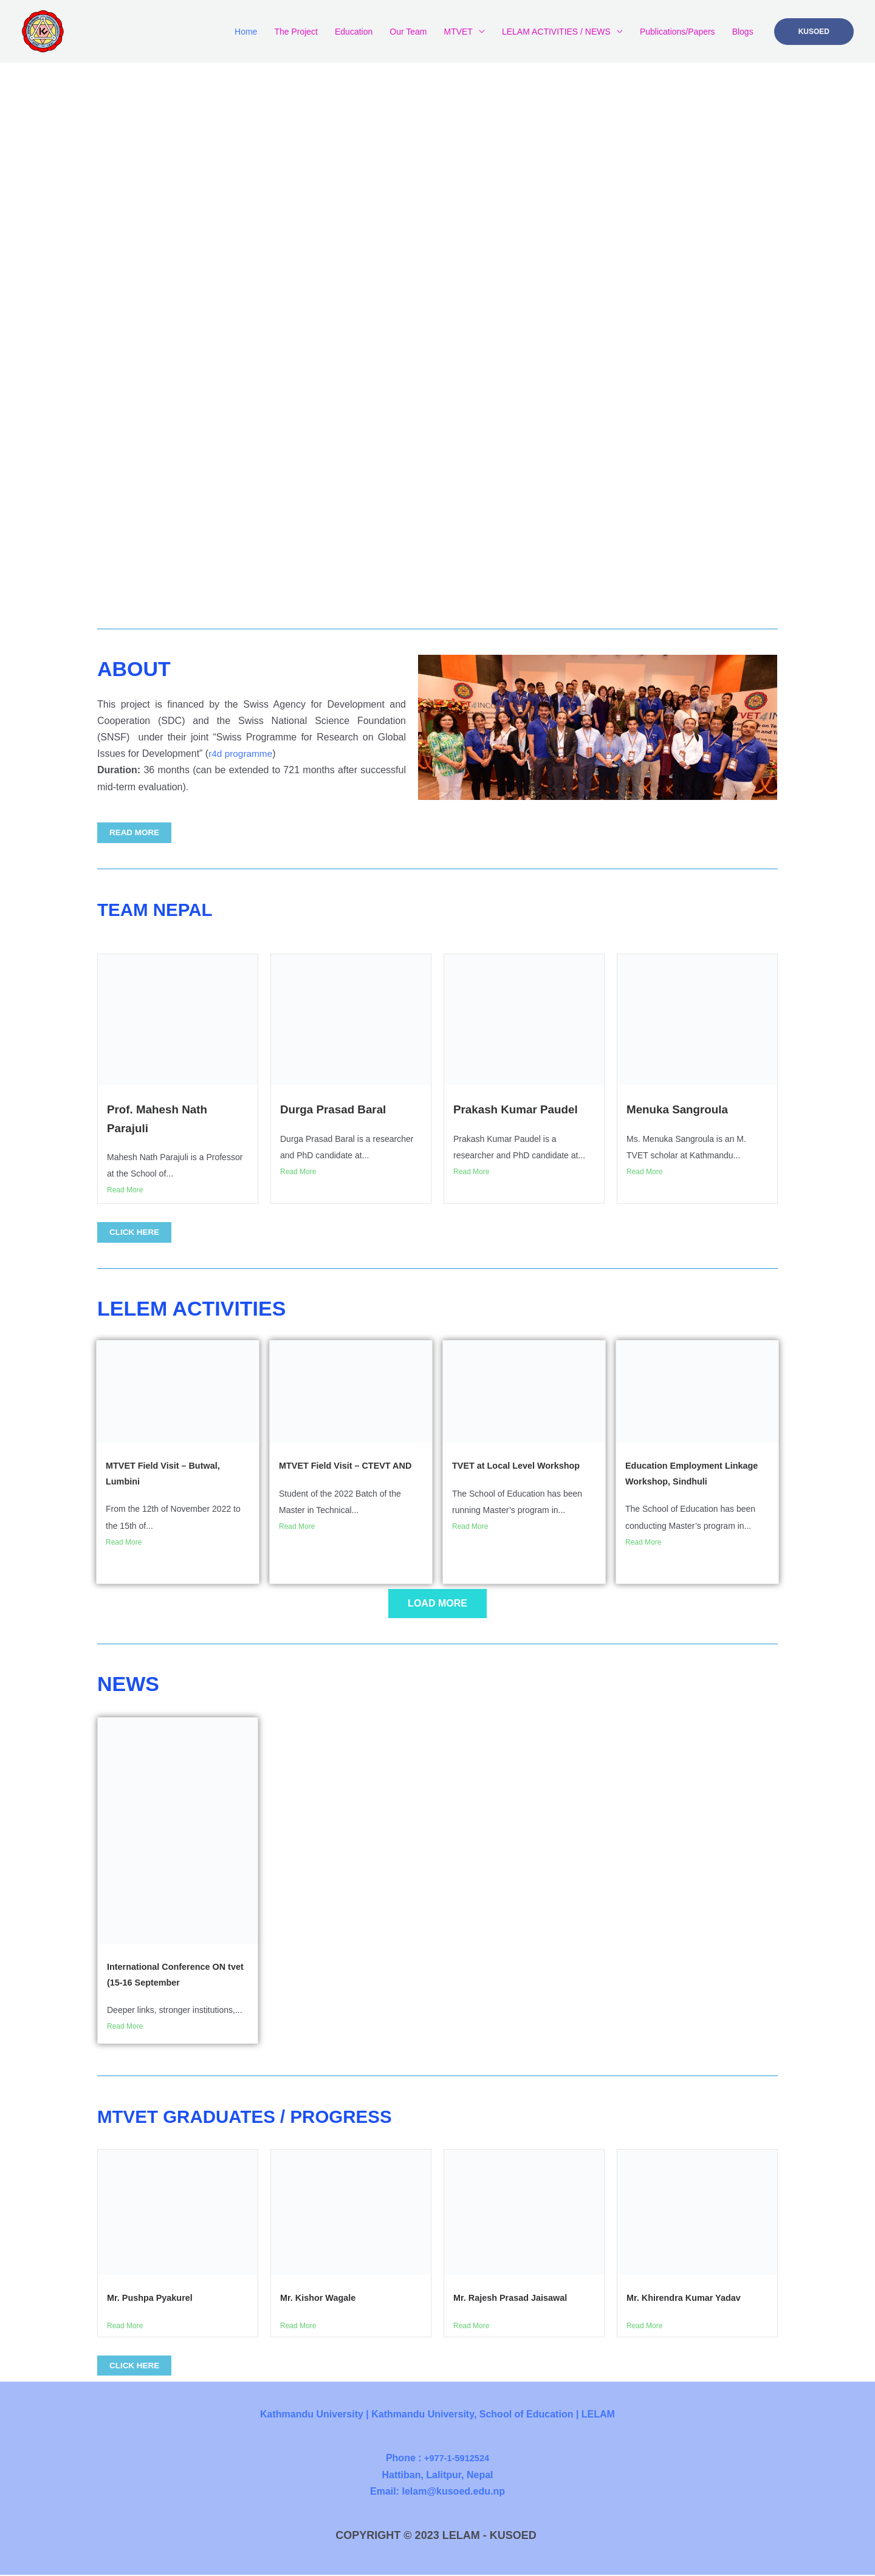 Home The Project Education Our Team MTVET LELAM ACTIVITIES / NEWS Publications/Papers Blogs KUSOED
ABOUT
This project is financed by the Swiss Agency for Development and
Cooperation (SDC) and the Swiss National Science Foundation
(SNSF) under their joint “Swiss Programme for Research on Global
Issues for Development” (r4d programme)
Duration: 36 months (can be extended to 721 months after successful
mid-term evaluation).
READ MORE
TEAM NEPAL
Prof. Mahesh Nath
Parajuli
Mahesh Nath Parajuli is a Professor
at the School of...
Read More
Durga Prasad Baral
Durga Prasad Baral is a researcher
and PhD candidate at...
Read More
Prakash Kumar Paudel
Prakash Kumar Paudel is a
researcher and PhD candidate at...
Read More
Menuka Sangroula
Ms. Menuka Sangroula is an M.
TVET scholar at Kathmandu...
Read More
CLICK HERE
LELEM ACTIVITIES
MTVET Field Visit – Butwal,
Lumbini
From the 12th of November 2022 to
the 15th of...
Read More
MTVET Field Visit – CTEVT AND
Student of the 2022 Batch of the
Master in Technical...
Read More
TVET at Local Level Workshop
The School of Education has been
running Master’s program in...
Read More
Education Employment Linkage
Workshop, Sindhuli
The School of Education has been
conducting Master’s program in...
Read More
LOAD MORE
NEWS
International Conference ON tvet
(15-16 September
Deeper links, stronger institutions,...
Read More
MTVET GRADUATES / PROGRESS
Mr. Pushpa Pyakurel
Read More
Mr. Kishor Wagale
Read More
Mr. Rajesh Prasad Jaisawal
Read More
Mr. Khirendra Kumar Yadav
Read More
CLICK HERE
Kathmandu University | Kathmandu University, School of Education | LELAM
Phone : +977-1-5912524
Hattiban, Lalitpur, Nepal
Email: lelam@kusoed.edu.np
COPYRIGHT © 2023 LELAM - KUSOED